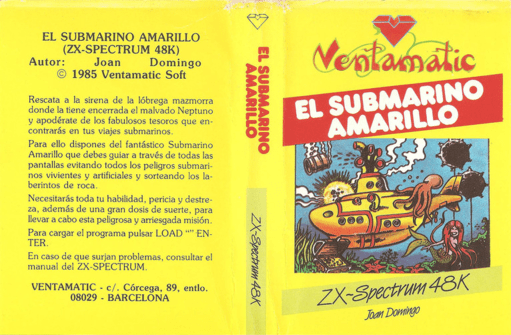 EL SUBMARINO AMARILLO
(ZX-SPECTRUM 48K)
Autor: Joan Domingo
© 1985 Ventamatic Soft
Rescata a la sirena de la lóbrega mazmorra
donde la tiene encerrada el malvado Neptuno
y apodérate de los fabulosos tesoros que en-
contrarás en tus viajes submarinos.
Para ello dispones del fantástico Submarino
Amarillo que debes guiar a través de todas las
pantallas evitando todos los peligros submari-
nos vivientes y artificiales y sorteando los la-
berintos de roca.
Necesitarás toda tu habilidad, pericia y destre-
za, además de una gran dosis de suerte, para
llevar a cabo esta peligrosa y arriesgada misión.
Para cargar el programa pulsar LOAD "" EN-
TER.
En caso de que surjan problemas, consultar el
manual del ZX-SPECTRUM.
VENTAMATIC - c/. Córcega, 89, entlo.
08029 - BARCELONA
EL SUBMARINO
AMARILLO
ZX-Spectrum 48K
Ventamatic
EL SUBMARINO
AMARILLO
ZX-Spectrum 48K
Joan Domingo